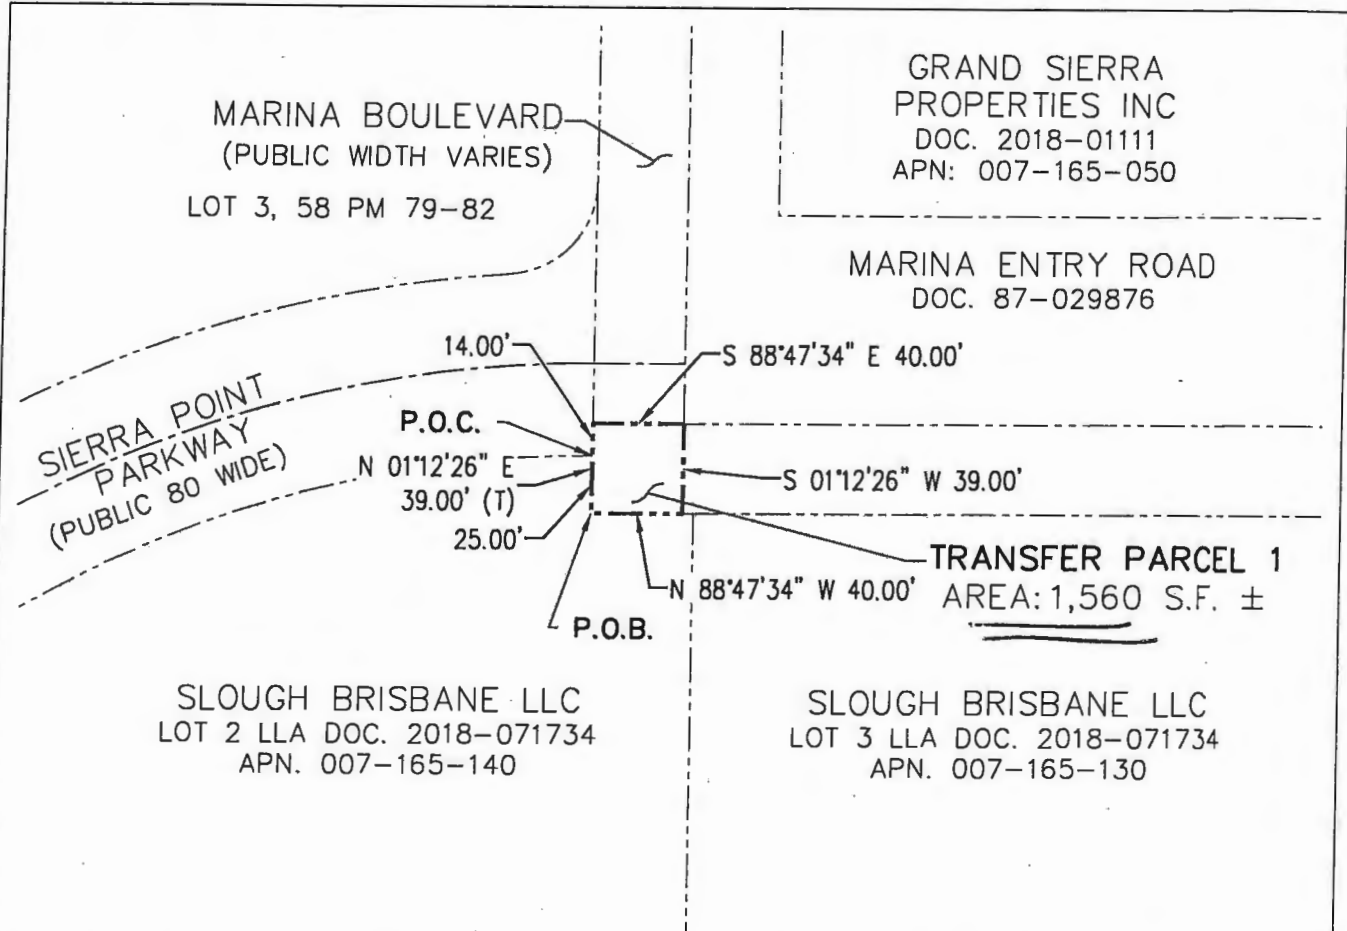 MARINA BOULEVARD
(PUBLIC WIDTH VARIES)
LOT 3, 58 PM 79-82
GRAND SIERRA
PROPERTIES INC
DOC. 2018-01111
APN: 007-165-050
MARINA ENTRY ROAD
DOC. 87-029876
14.00'
S 88°47'34" E 40.00'
SIERRA POINT
PARKWAY
(PUBLIC 80 WIDE)
P.O.C.
N 01°12'26" E
39.00' (T)
25.00'
S 01°12'26" W 39.00'
N 88°47'34" W 40.00'
P.O.B.
TRANSFER PARCEL 1
AREA: 1,560 S.F. ±
SLOUGH BRISBANE LLC
LOT 2 LLA DOC. 2018-071734
APN. 007-165-140
SLOUGH BRISBANE LLC
LOT 3 LLA DOC. 2018-071734
APN. 007-165-130